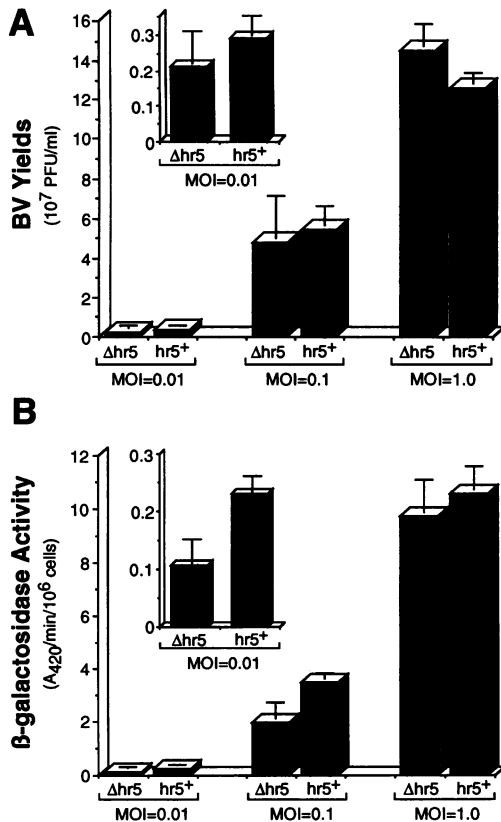 A
BV Yields
(10⁷ PFU/ml)
16
14
12
10
8
6
4
2
0
0.3
0.2
0.1
0
Δhr5 hr5⁺
MOI=0.01
Δhr5 hr5⁺ Δhr5 hr5⁺ Δhr5 hr5⁺
MOI=0.01 MOI=0.1 MOI=1.0
B
ß-galactosidase Activity
(A₄₂₀/min/10⁶ cells)
12
10
8
6
4
2
0
0.3
0.2
0.1
0
Δhr5 hr5⁺
MOI=0.01
Δhr5 hr5⁺ Δhr5 hr5⁺ Δhr5 hr5⁺
MOI=0.01 MOI=0.1 MOI=1.0